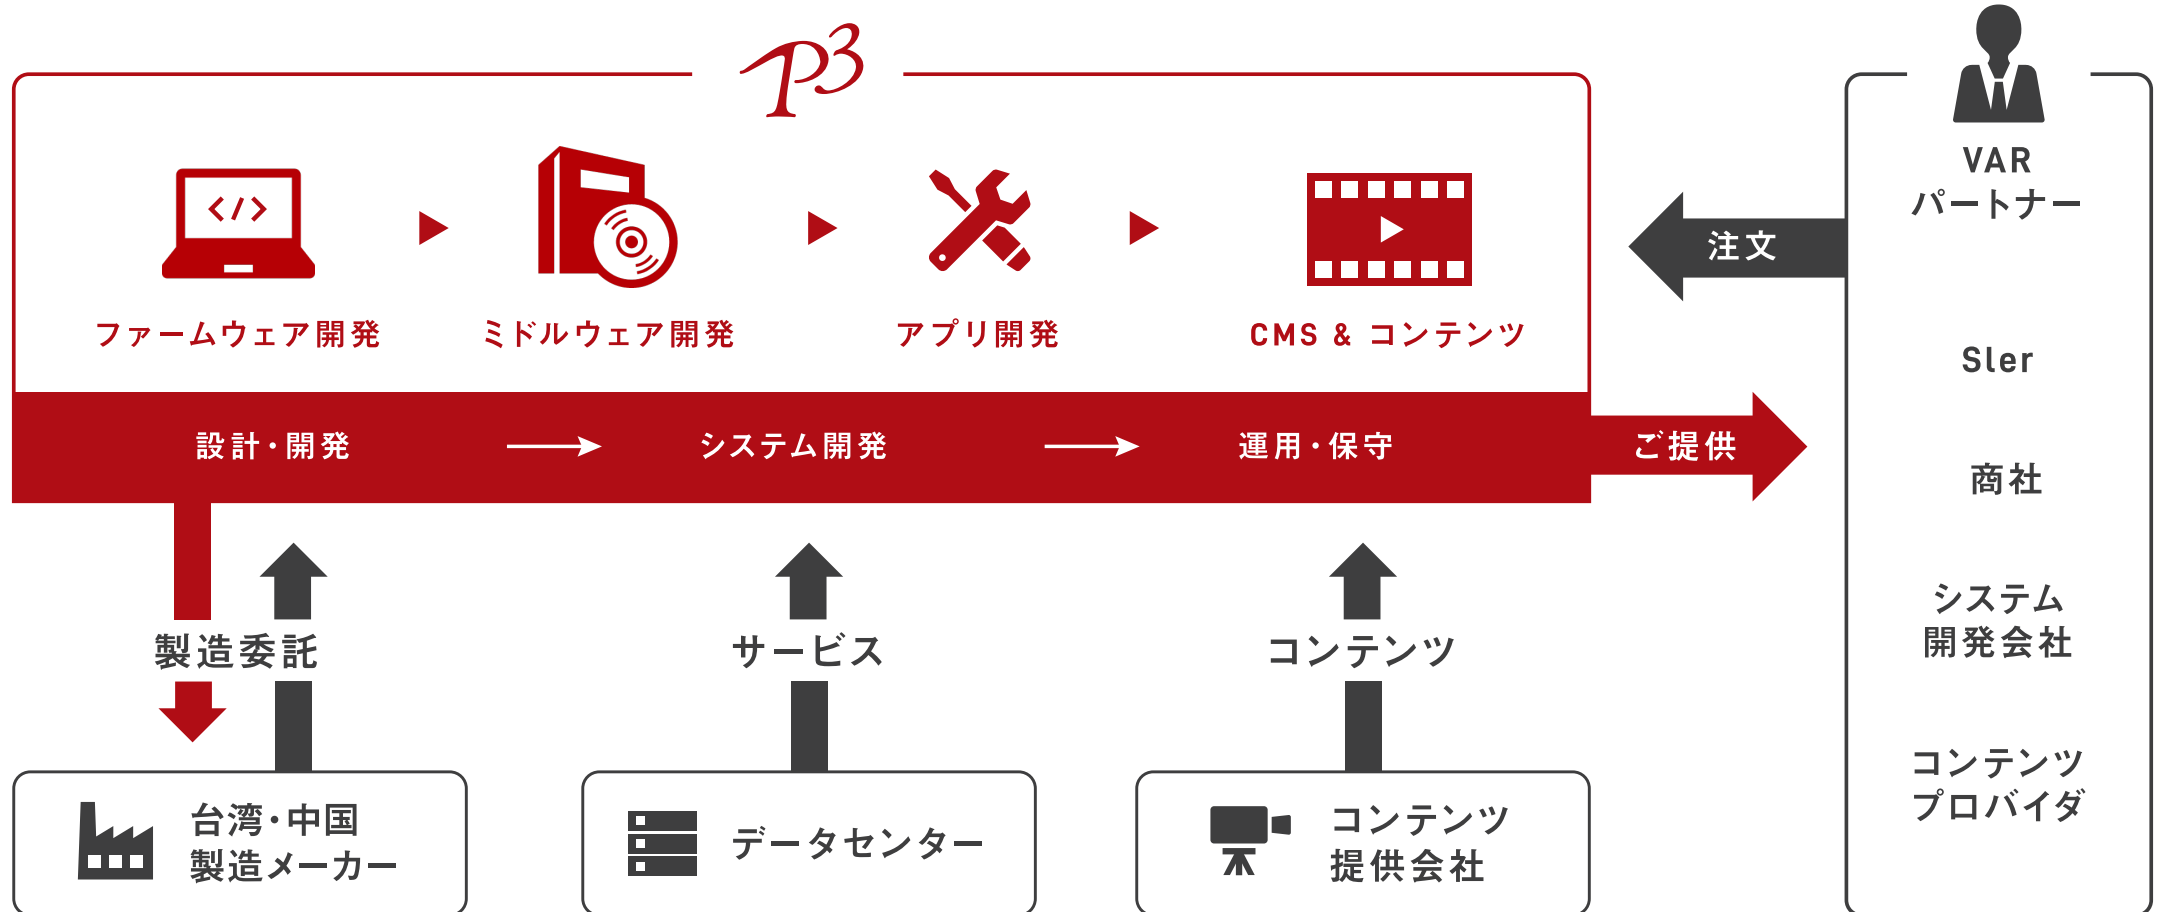 P3
ファームウェア開発
ミドルウェア開発
アプリ開発
CMS & コンテンツ
設計・開発
システム開発
運用・保守
ご提供
注文
VAR
パートナー
SIer
商社
システム
開発会社
コンテンツ
プロバイダ
製造委託
サービス
コンテンツ
台湾・中国
製造メーカー
データセンター
コンテンツ
提供会社